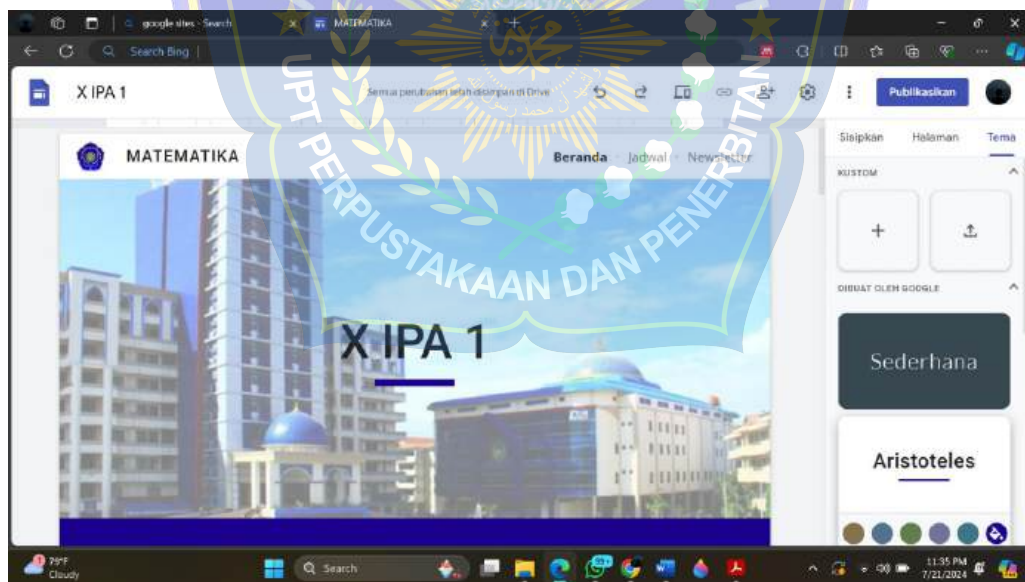 google sites - Search
MATEMATIKA
Search Bing
X IPA 1
Semua perubahan telah disimpan di Drive
Publikasikan
MATEMATIKA
Beranda
Jadwal
Newsletter
X IPA 1
Sisipkan
Halaman
Tema
KUSTOM
DIBUAT OLEH GOOGLE
Sederhana
Aristoteles
UPT PERPUSTAKAAN DAN PENERBITAN
79°F
Cloudy
Search
99+
11:35 PM
7/21/2024